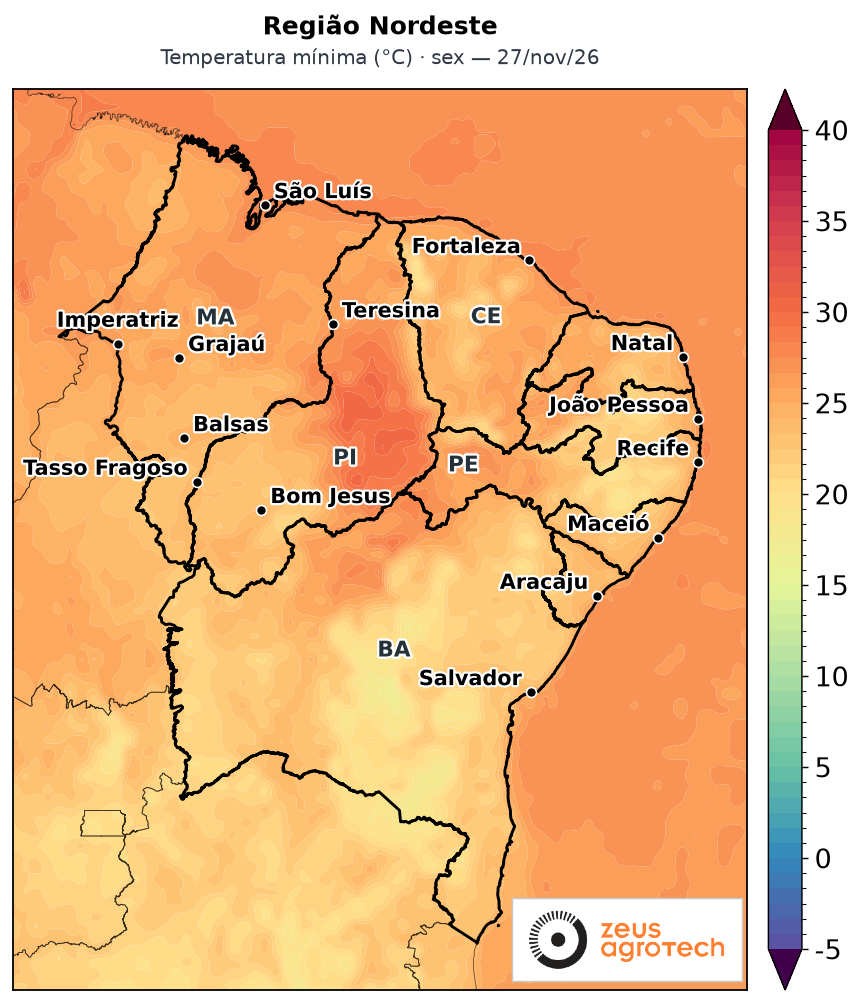 Região Nordeste
Temperatura mínima (°C) · sex — 27/nov/26
São Luís
Fortaleza
Teresina
CE
Imperatriz
MA
Grajaú
Natal
João Pessoa
Balsas
Recife
PI
PE
Tasso Fragoso
Bom Jesus
Maceió
Aracaju
BA
Salvador
40
35
30
25
20
15
10
5
0
-5
zeus
agrotech